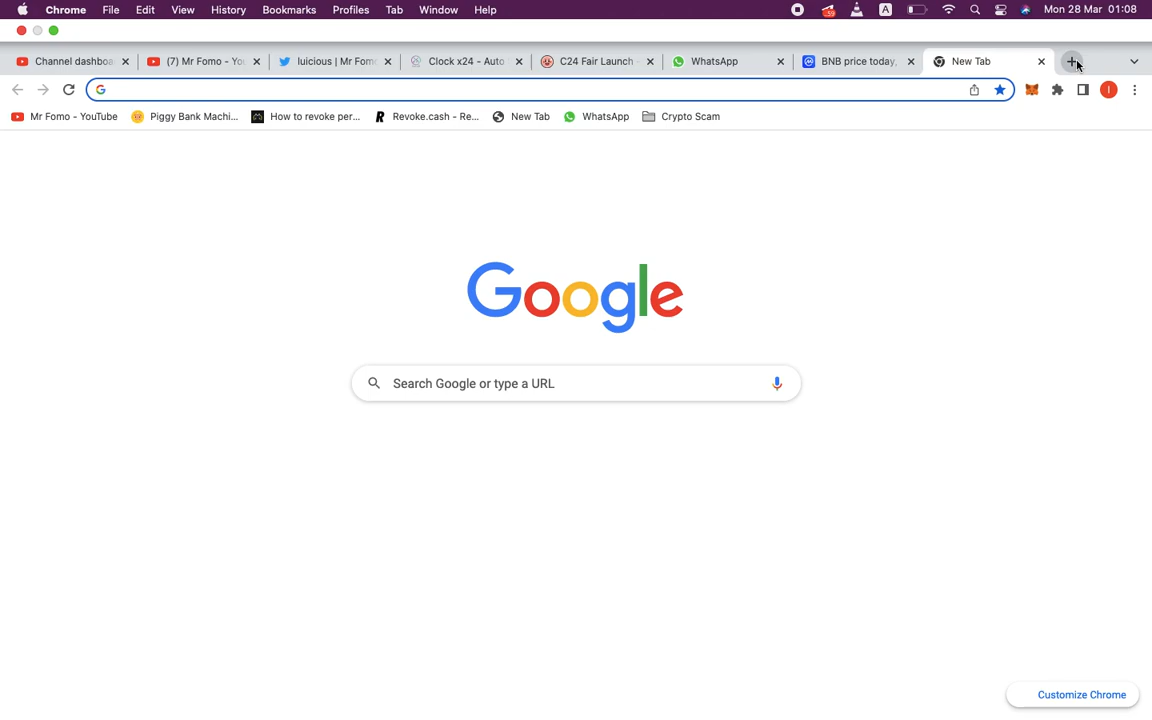 Chrome File Edit View History Bookmarks Profiles Tab Window Help 59 A Mon 28 Mar 01:08
Channel dashboa (7) Mr Fomo - Yo luicious | Mr Fom Clock x24 - Auto C24 Fair Launch - WhatsApp BNB price today, New Tab
G
Mr Fomo - YouTube Piggy Bank Machi... How to revoke per... R Revoke.cash - Re... New Tab WhatsApp Crypto Scam
I
Google
Search Google or type a URL
Customize Chrome